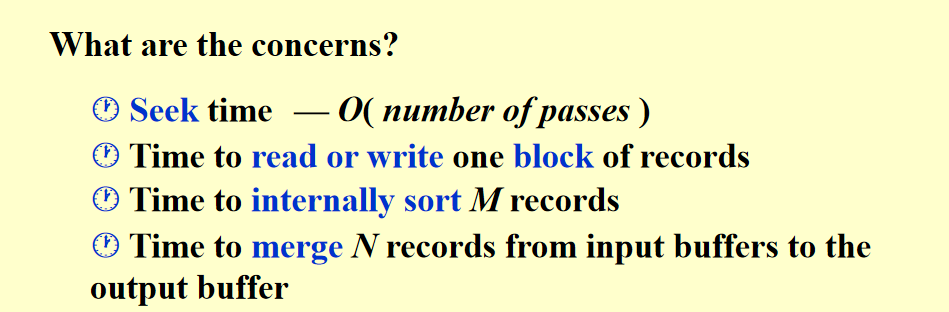 What are the concerns?
Seek time — O( number of passes )
Time to read or write one block of records
Time to internally sort M records
Time to merge N records from input buffers to the
output buffer